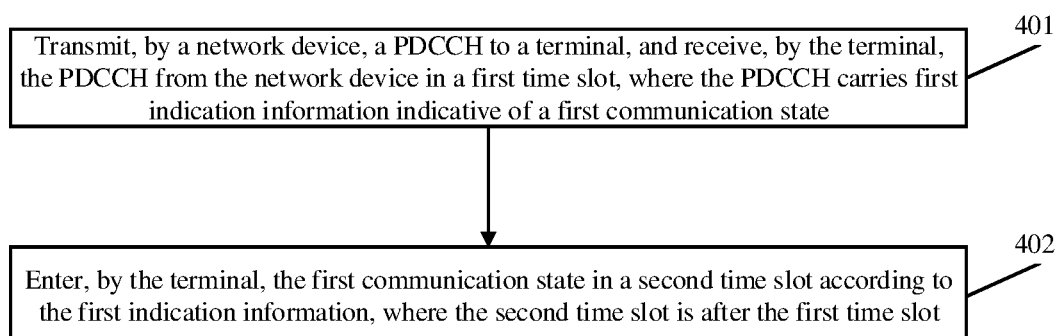 401
Transmit, by a network device, a PDCCH to a terminal, and receive, by the terminal,
the PDCCH from the network device in a first time slot, where the PDCCH carries first
indication information indicative of a first communication state
402
Enter, by the terminal, the first communication state in a second time slot according to
the first indication information, where the second time slot is after the first time slot